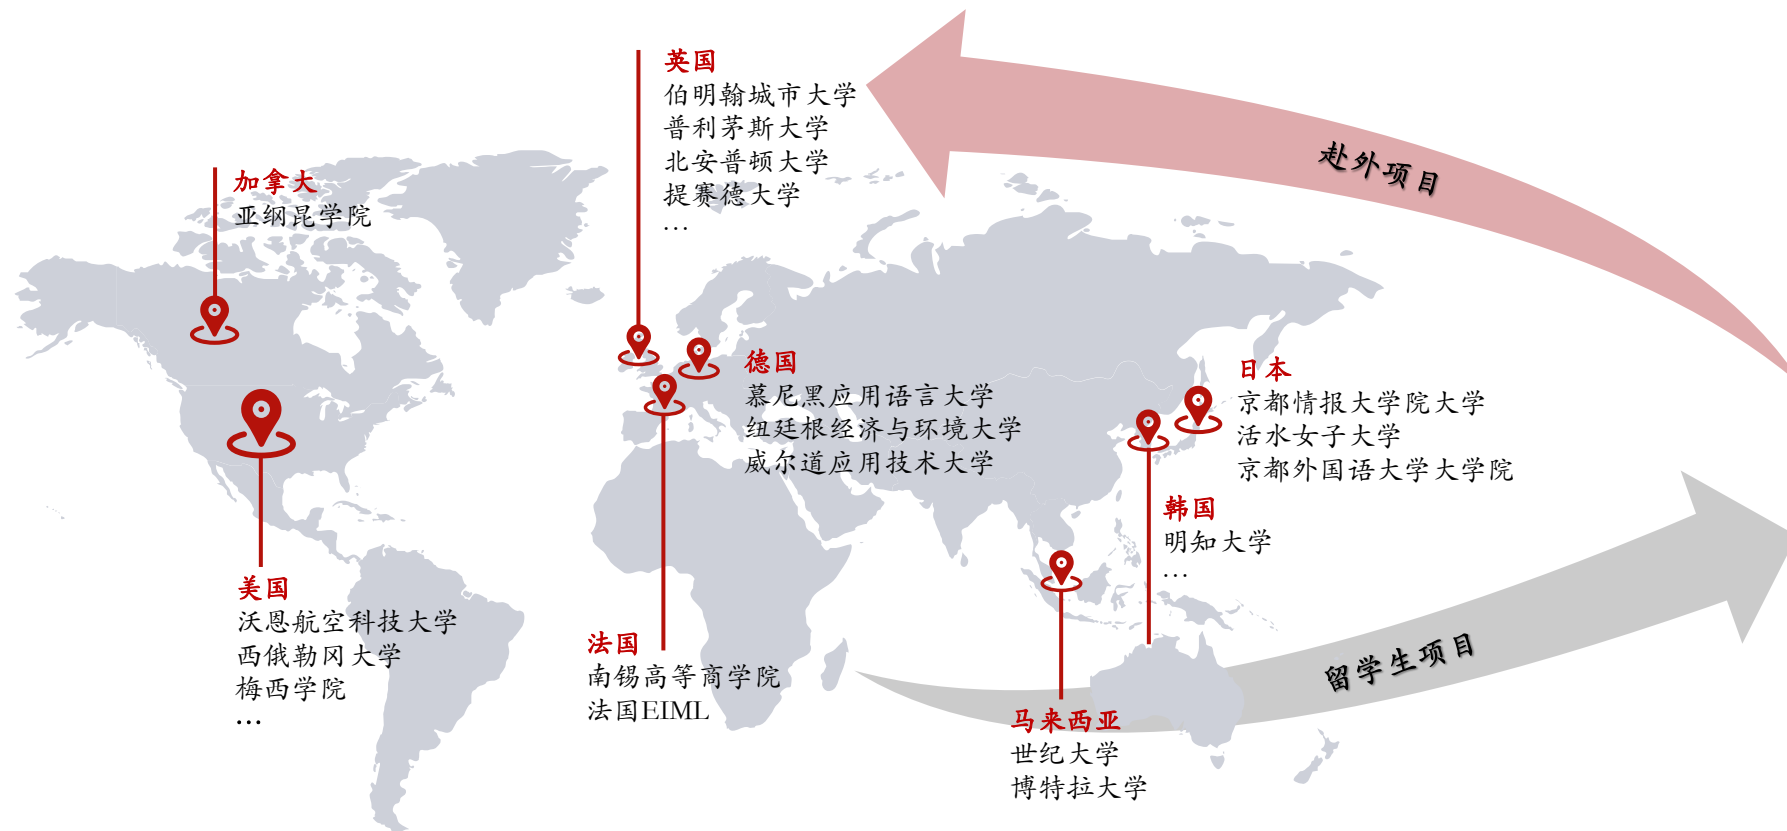 英国
伯明翰城市大学
普利茅斯大学
北安普顿大学
提赛德大学
…
赴外项目
加拿大
亚纲昆学院
德国
慕尼黑应用语言大学
纽廷根经济与环境大学
威尔道应用技术大学
日本
京都情报大学院大学
活水女子大学
京都外国语大学大学院
韩国
明知大学
…
美国
沃恩航空科技大学
西俄勒冈大学
梅西学院
…
法国
南锡高等商学院
法国EIML
留学生项目
马来西亚
世纪大学
博特拉大学